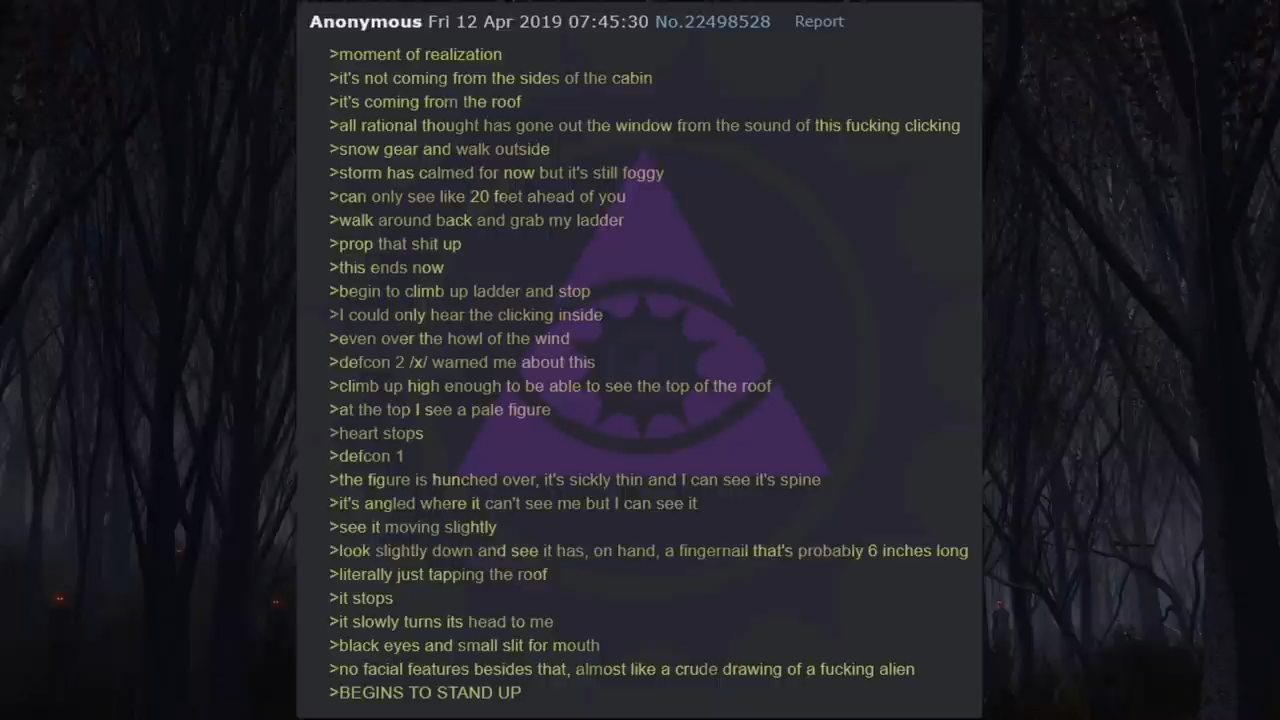 Anonymous Fri 12 Apr 2019 07:45:30 No.22498528 Report
>moment of realization
>it's not coming from the sides of the cabin
>it's coming from the roof
>all rational thought has gone out the window from the sound of this fucking clicking
>snow gear and walk outside
>storm has calmed for now but it's still foggy
>can only see like 20 feet ahead of you
>walk around back and grab my ladder
>prop that shit up
>this ends now
>begin to climb up ladder and stop
>I could only hear the clicking inside
>even over the howl of the wind
>defcon 2 /x/ warned me about this
>climb up high enough to be able to see the top of the roof
>at the top I see a pale figure
>heart stops
>defcon 1
>the figure is hunched over, it's sickly thin and I can see it's spine
>it's angled where it can't see me but I can see it
>see it moving slightly
>look slightly down and see it has, on hand, a fingernail that's probably 6 inches long
>literally just tapping the roof
>it stops
>it slowly turns its head to me
>black eyes and small slit for mouth
>no facial features besides that, almost like a crude drawing of a fucking alien
>BEGINS TO STAND UP